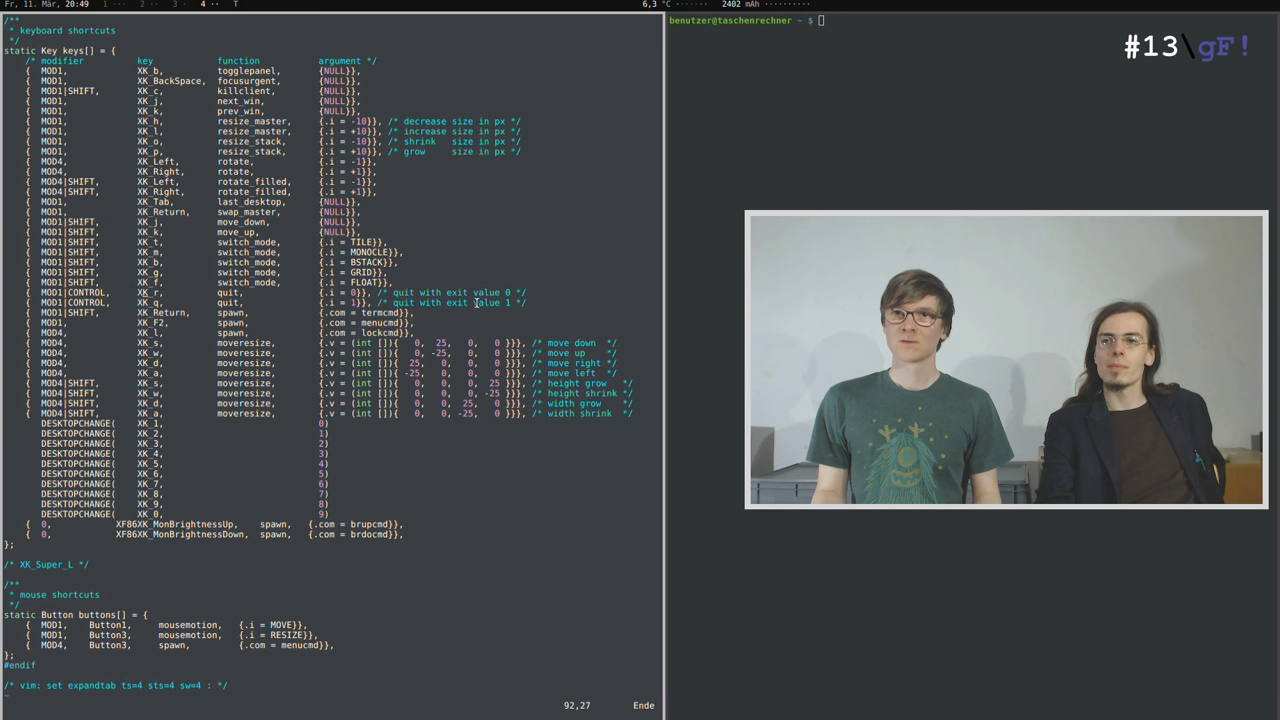 Fr, 11. Mär, 20:49 1 ··· 2 ·· 3 · 4 ·· T 6,3 °C ········ 2402 mAh ··········
/**
 * keyboard shortcuts
 */
static Key keys[] = {
    /* modifier          key            function           argument */
    {  MOD1,             XK_b,          togglepanel,       {NULL}},
    {  MOD1,             XK_BackSpace,  focusurgent,       {NULL}},
    {  MOD1|SHIFT,       XK_c,          killclient,        {NULL}},
    {  MOD1,             XK_j,          next_win,          {NULL}},
    {  MOD1,             XK_k,          prev_win,          {NULL}},
    {  MOD1,             XK_h,          resize_master,     {.i = -10}}, /* decrease size in px */
    {  MOD1,             XK_l,          resize_master,     {.i = +10}}, /* increase size in px */
    {  MOD1,             XK_o,          resize_stack,      {.i = -10}}, /* shrink   size in px */
    {  MOD1,             XK_p,          resize_stack,      {.i = +10}}, /* grow     size in px */
    {  MOD4,             XK_Left,       rotate,            {.i = -1}},
    {  MOD4,             XK_Right,      rotate,            {.i = +1}},
    {  MOD4|SHIFT,       XK_Left,       rotate_filled,     {.i = -1}},
    {  MOD4|SHIFT,       XK_Right,      rotate_filled,     {.i = +1}},
    {  MOD1,             XK_Tab,        last_desktop,      {NULL}},
    {  MOD1,             XK_Return,     swap_master,       {NULL}},
    {  MOD1|SHIFT,       XK_j,          move_down,         {NULL}},
    {  MOD1|SHIFT,       XK_k,          move_up,           {NULL}},
    {  MOD1|SHIFT,       XK_t,          switch_mode,       {.i = TILE}},
    {  MOD1|SHIFT,       XK_m,          switch_mode,       {.i = MONOCLE}},
    {  MOD1|SHIFT,       XK_b,          switch_mode,       {.i = BSTACK}},
    {  MOD1|SHIFT,       XK_g,          switch_mode,       {.i = GRID}},
    {  MOD1|SHIFT,       XK_f,          switch_mode,       {.i = FLOAT}},
    {  MOD1|CONTROL,     XK_r,          quit,              {.i = 0}}, /* quit with exit value 0 */
    {  MOD1|CONTROL,     XK_q,          quit,              {.i = 1}}, /* quit with exit value 1 */
    {  MOD1|SHIFT,       XK_Return,     spawn,             {.com = termcmd}},
    {  MOD1,             XK_F2,         spawn,             {.com = menucmd}},
    {  MOD4,             XK_l,          spawn,             {.com = lockcmd}},
    {  MOD4,             XK_s,          moveresize,        {.v = (int []){   0,  25,   0,   0 }}}, /* move down  */
    {  MOD4,             XK_w,          moveresize,        {.v = (int []){   0, -25,   0,   0 }}}, /* move up    */
    {  MOD4,             XK_d,          moveresize,        {.v = (int []){  25,   0,   0,   0 }}}, /* move right */
    {  MOD4,             XK_a,          moveresize,        {.v = (int []){ -25,   0,   0,   0 }}}, /* move left  */
    {  MOD4|SHIFT,       XK_s,          moveresize,        {.v = (int []){   0,   0,   0,  25 }}}, /* height grow   */
    {  MOD4|SHIFT,       XK_w,          moveresize,        {.v = (int []){   0,   0,   0, -25 }}}, /* height shrink */
    {  MOD4|SHIFT,       XK_d,          moveresize,        {.v = (int []){   0,   0,  25,   0 }}}, /* width grow    */
    {  MOD4|SHIFT,       XK_a,          moveresize,        {.v = (int []){   0,   0, -25,   0 }}}, /* width shrink  */
       DESKTOPCHANGE(    XK_1,                             0)
       DESKTOPCHANGE(    XK_2,                             1)
       DESKTOPCHANGE(    XK_3,                             2)
       DESKTOPCHANGE(    XK_4,                             3)
       DESKTOPCHANGE(    XK_5,                             4)
       DESKTOPCHANGE(    XK_6,                             5)
       DESKTOPCHANGE(    XK_7,                             6)
       DESKTOPCHANGE(    XK_8,                             7)
       DESKTOPCHANGE(    XK_9,                             8)
       DESKTOPCHANGE(    XK_0,                             9)
    {  0,            XF86XK_MonBrightnessUp,    spawn,   {.com = brupcmd}},
    {  0,            XF86XK_MonBrightnessDown,  spawn,   {.com = brdocmd}},
};
/* XK_Super_L */
/**
 * mouse shortcuts
 */
static Button buttons[] = {
    {  MOD1,    Button1,     mousemotion,   {.i = MOVE}},
    {  MOD1,    Button3,     mousemotion,   {.i = RESIZE}},
    {  MOD4,    Button3,     spawn,         {.com = menucmd}},
};
#endif
/* vim: set expandtab ts=4 sts=4 sw=4 : */
~
92,27        Ende
benutzer@taschenrechner ~ $
#13\gF!